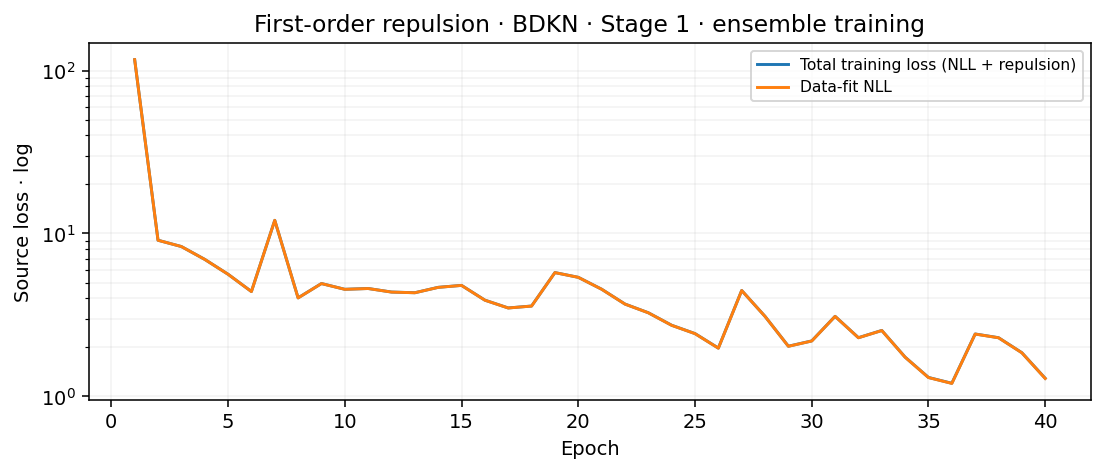 First-order repulsion · BDKN · Stage 1 · ensemble training
Total training loss (NLL + repulsion)
Data-fit NLL
Source loss · log
10²
10¹
10⁰
0 5 10 15 20 25 30 35 40
Epoch